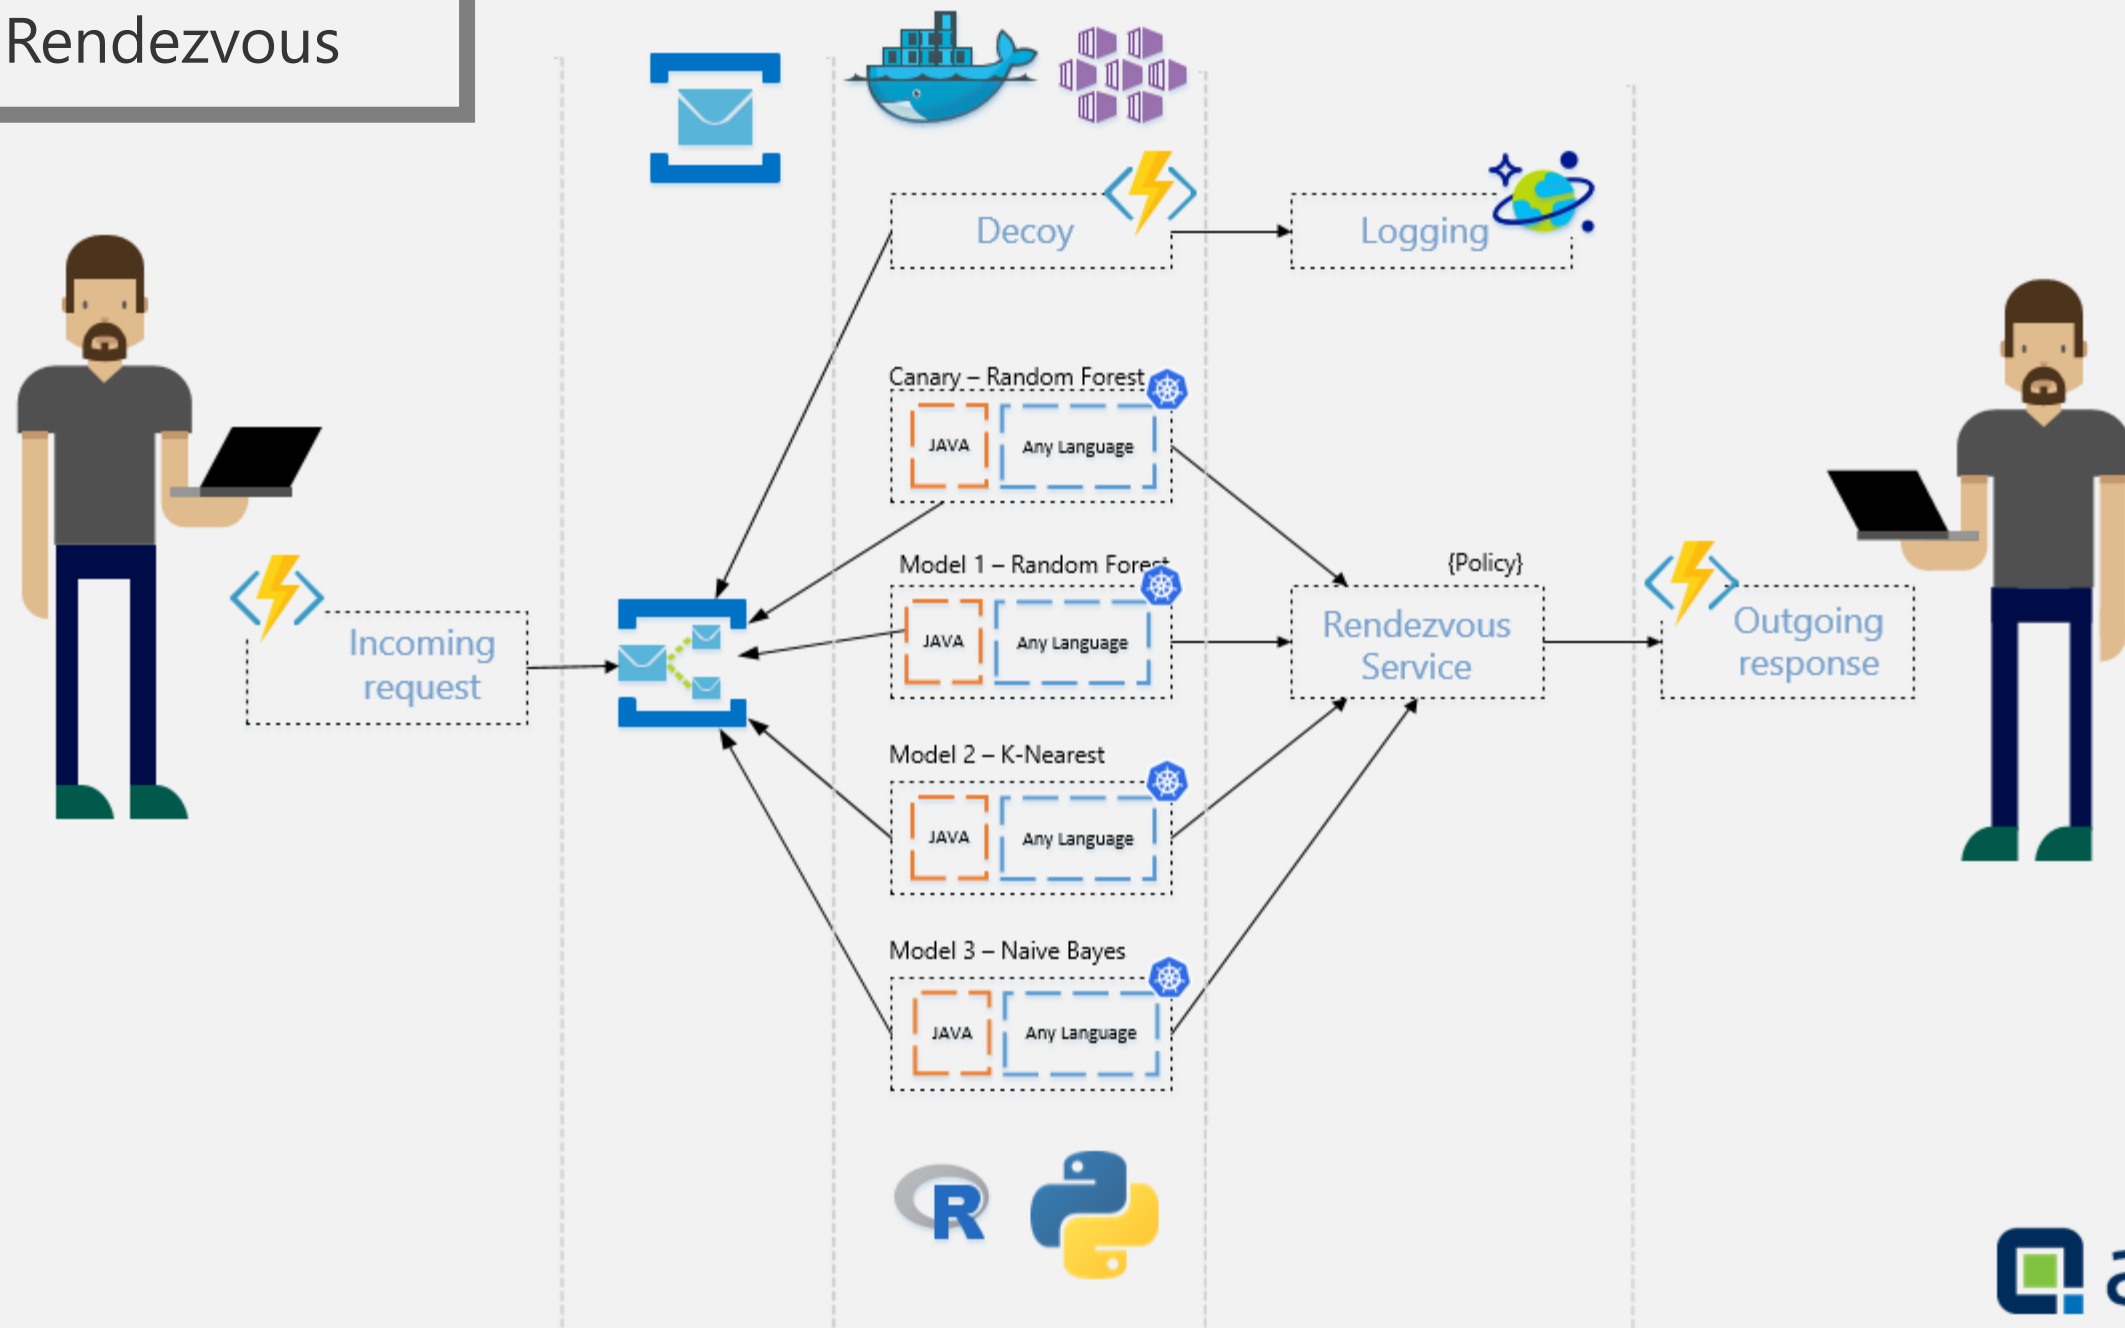 Rendezvous
Decoy
Logging
Canary – Random Forest
JAVA
Any Language
Model 1 – Random Forest
JAVA
Any Language
{Policy}
Incoming
request
Rendezvous
Service
Outgoing
response
Model 2 – K-Nearest
JAVA
Any Language
Model 3 – Naive Bayes
JAVA
Any Language
R